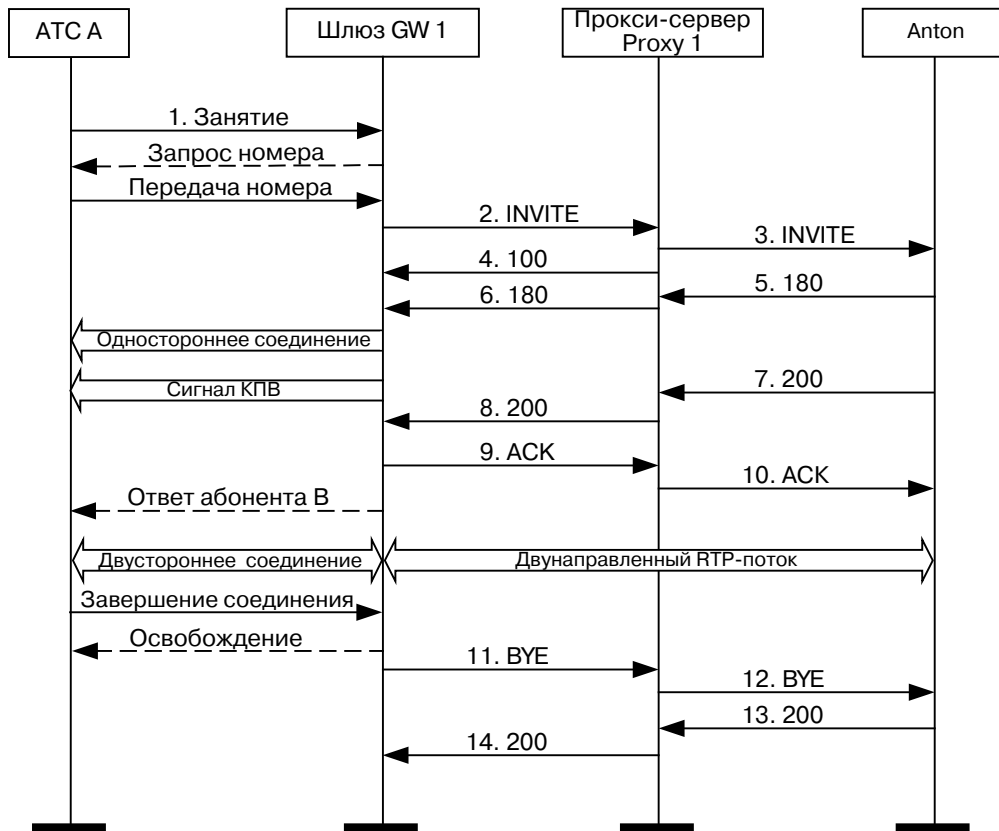 АТС А
Шлюз GW 1
Прокси-сервер
Proxy 1
Anton
1. Занятие
Запрос номера
Передача номера
2. INVITE
3. INVITE
4. 100
5. 180
6. 180
Одностороннее соединение
Сигнал КПВ
7. 200
8. 200
9. ACK
10. ACK
Ответ абонента В
Двустороннее соединение
Двунаправленный RTP-поток
Завершение соединения
Освобождение
11. BYE
12. BYE
13. 200
14. 200